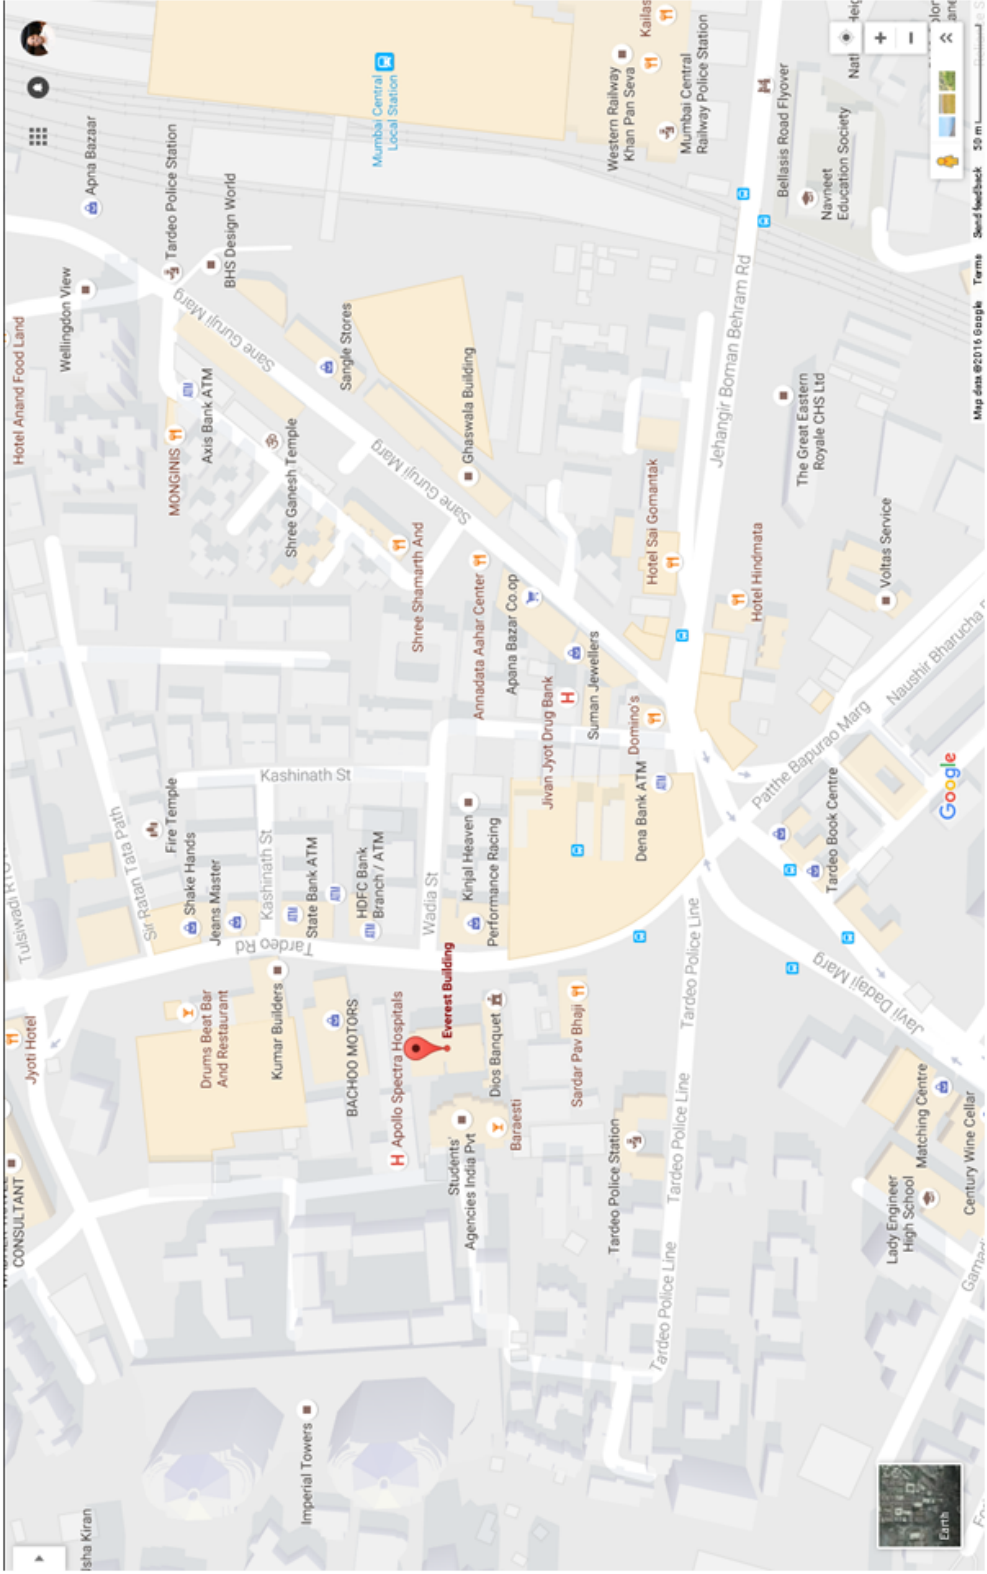 Isha Kiran
Imperial Towers
Earth
CONSULTANT
Jyoti Hotel
Tulsiwadi
Drums Beat Bar
And Restaurant
Kumar Builders
BACHOO MOTORS
Apollo Spectra Hospitals
Everest Building
Students'
Agencies India Pvt
Dios Banquet
Baraesti
Sardar Pav Bhaji
Tardeo Police Station
Tardeo Police Line
Tardeo Police Line
Tardeo Police Line
Lady Engineer
High School
Matching Centre
Century Wine Cellar
Javji Dadaji Marg
Sir Ratan Tata Path
Tardeo Rd
Fire Temple
Shake Hands
Jeans Master
Kashinath St
Kashinath St
State Bank ATM
HDFC Bank
Branch / ATM
Wadia St
Kinjal Heaven
Performance Racing
Jivan Jyot Drug Bank
Dena Bank ATM
Domino's
Suman Jewellers
Apana Bazar Co.op
Annadata Aahar Center
Shree Shamarth And
Tardeo Book Centre
Patthe Bapurao Marg
Naushir Bharucha
Google
Hotel Anand Food Land
Wellingdon View
MONGINIS
Axis Bank ATM
Shree Ganesh Temple
Sane Guruji Marg
Sane Guruji Marg
Sangle Stores
Ghaswala Building
Hotel Sai Gomantak
Hotel Hindmata
Voltas Service
The Great Eastern
Royale CHS Ltd
Jehangir Boman Behram Rd
Apna Bazaar
Tardeo Police Station
BHS Design World
Mumbai Central
Local Station
Western Railway
Khan Pan Seva
Kailas
Mumbai Central
Railway Police Station
Bellasis Road Flyover
Navneet
Education Society
Map data ©2016 Google Terms Send feedback 50 m